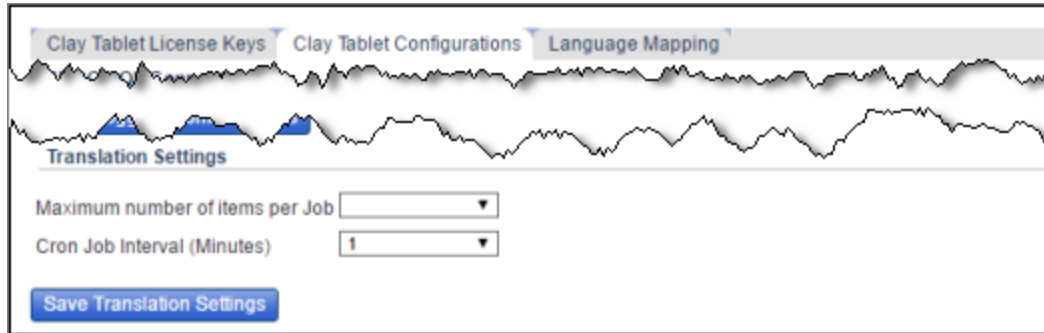 Clay Tablet License Keys Clay Tablet Configurations Language Mapping
Translation Settings
Maximum number of items per Job
Cron Job Interval (Minutes) 1
Save Translation Settings